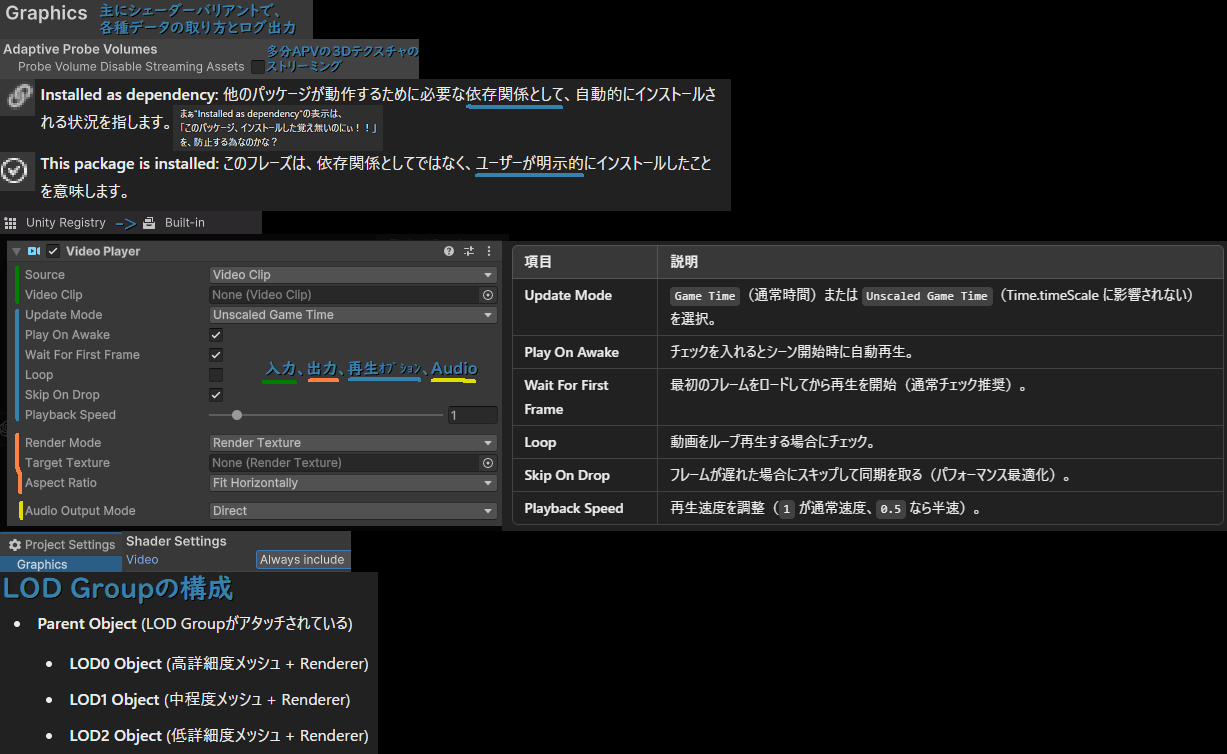 Graphics
主にシェーダーバリアントで、
各種データの取り方とログ出力
Adaptive Probe Volumes
Probe Volume Disable Streaming Assets
多分APVの3Dテクスチャの
ストリーミング
Installed as dependency: 他のパッケージが動作するために必要な依存関係として、自動的にインストールさ
れる状況を指します。
まぁ"Installed as dependency"の表示は、
「このパッケージ、インストールした覚え無いのにぃ！！」
を、防止する為なのかな？
This package is installed: このフレーズは、依存関係としてではなく、ユーザーが明示的にインストールしたこと
を意味します。
Unity Registry -> Built-in
Video Player
Source Video Clip
Video Clip None (Video Clip)
Update Mode Unscaled Game Time
Play On Awake
Wait For First Frame
Loop
Skip On Drop
Playback Speed 1
入力、出力、再生ｵﾌﾟｼｮﾝ、Audio
Render Mode Render Texture
Target Texture None (Render Texture)
Aspect Ratio Fit Horizontally
Audio Output Mode Direct
項目 説明
Update Mode Game Time（通常時間）または Unscaled Game Time（Time.timeScale に影響されない）
を選択。
Play On Awake チェックを入れるとシーン開始時に自動再生。
Wait For First
Frame
最初のフレームをロードしてから再生を開始（通常チェック推奨）。
Loop 動画をループ再生する場合にチェック。
Skip On Drop フレームが遅れた場合にスキップして同期を取る（パフォーマンス最適化）。
Playback Speed 再生速度を調整（1 が通常速度、0.5 なら半速）。
Project Settings
Graphics
Shader Settings
Video Always include
LOD Groupの構成
• Parent Object (LOD Groupがアタッチされている)
• LOD0 Object (高詳細度メッシュ + Renderer)
• LOD1 Object (中程度メッシュ + Renderer)
• LOD2 Object (低詳細度メッシュ + Renderer)